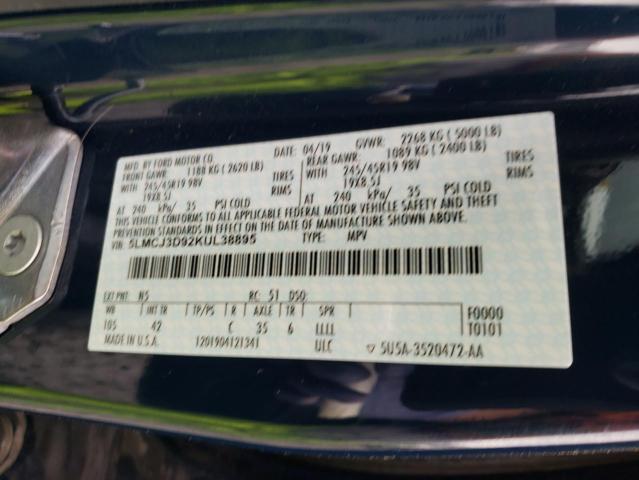 MFD. BY FORD MOTOR CO.
DATE: 04/19 GVWR: 2268 KG ( 5000 LB)
FRONT GAWR: 1188 KG ( 2620 LB) REAR GAWR: 1089 KG ( 2400 LB)
WITH 245/45R19 98V TIRES WITH 245/45R19 98V TIRES
19X8.5J RIMS 19X8.5J RIMS
AT 240 kPa/ 35 PSI COLD AT 240 kPa/ 35 PSI COLD
THIS VEHICLE CONFORMS TO ALL APPLICABLE FEDERAL MOTOR VEHICLE SAFETY AND THEFT
PREVENTION STANDARDS IN EFFECT ON THE DATE OF MANUFACTURE SHOWN ABOVE.
VIN: 5LMCJ3D92KUL38895 TYPE: MPV
EXT PNT: N5 RC: 51 DSO: F0000
WB INT TR TP/PS R AXLE TR SPR T0101
105 42 C 35 6 LLLL
MADE IN U.S.A. 1201904121341 ULC ▽ 5U5A-3520472-AA